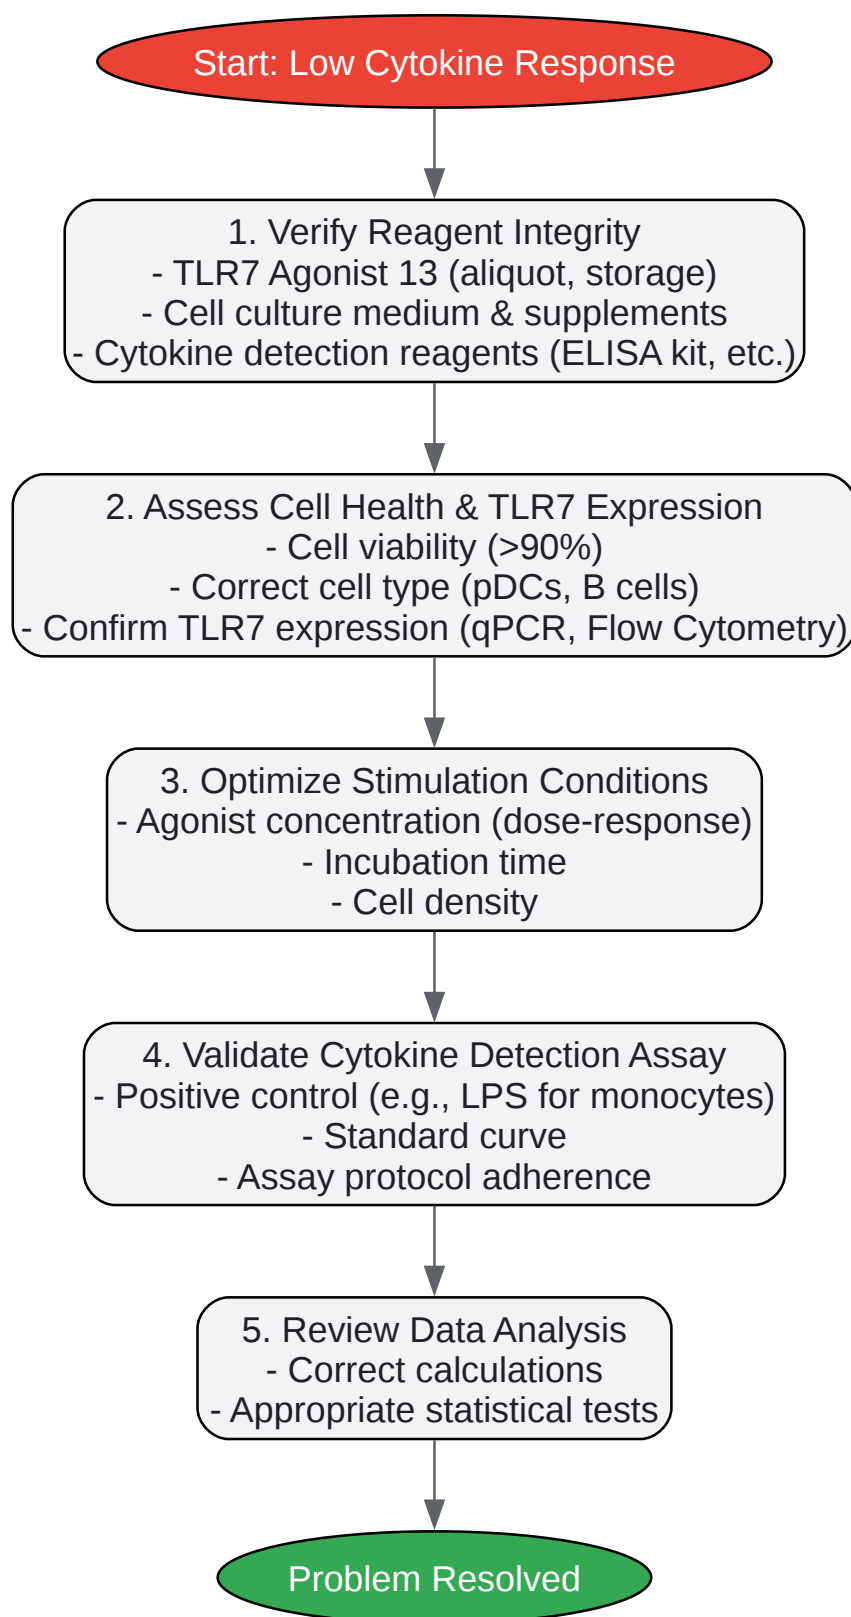 Start: Low Cytokine Response
1. Verify Reagent Integrity
- TLR7 Agonist 13 (aliquot, storage)
- Cell culture medium & supplements
- Cytokine detection reagents (ELISA kit, etc.)
2. Assess Cell Health & TLR7 Expression
- Cell viability (>90%)
- Correct cell type (pDCs, B cells)
- Confirm TLR7 expression (qPCR, Flow Cytometry)
3. Optimize Stimulation Conditions
- Agonist concentration (dose-response)
- Incubation time
- Cell density
4. Validate Cytokine Detection Assay
- Positive control (e.g., LPS for monocytes)
- Standard curve
- Assay protocol adherence
5. Review Data Analysis
- Correct calculations
- Appropriate statistical tests
Problem Resolved